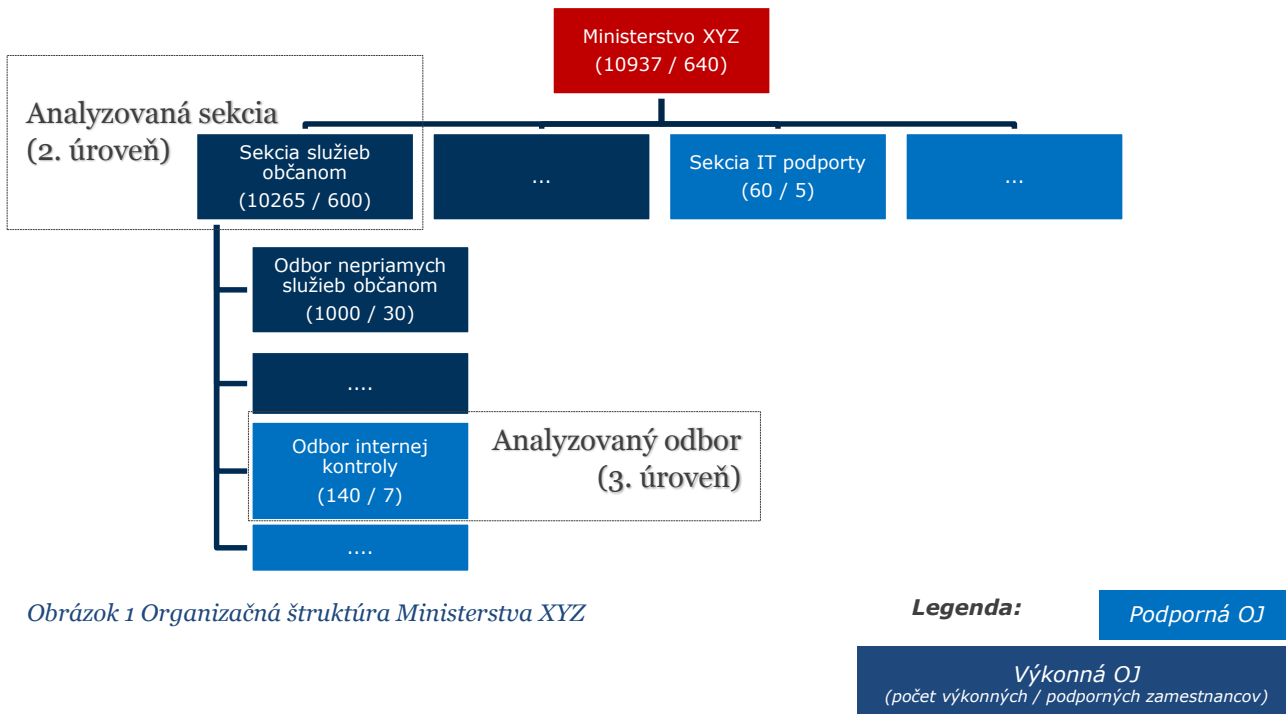 Ministerstvo XYZ
(10937 / 640)
Analyzovaná sekcia
(2. úroveň)
Sekcia služieb
občanom
(10265 / 600)
...
Sekcia IT podporty
(60 / 5)
...
Odbor nepriamych
služieb občanom
(1000 / 30)
....
Odbor internej
kontroly
(140 / 7)
Analyzovaný odbor
(3. úroveň)
....
Obrázok 1 Organizačná štruktúra Ministerstva XYZ
Legenda:
Podporná OJ
Výkonná OJ
(počet výkonných / podporných zamestnancov)